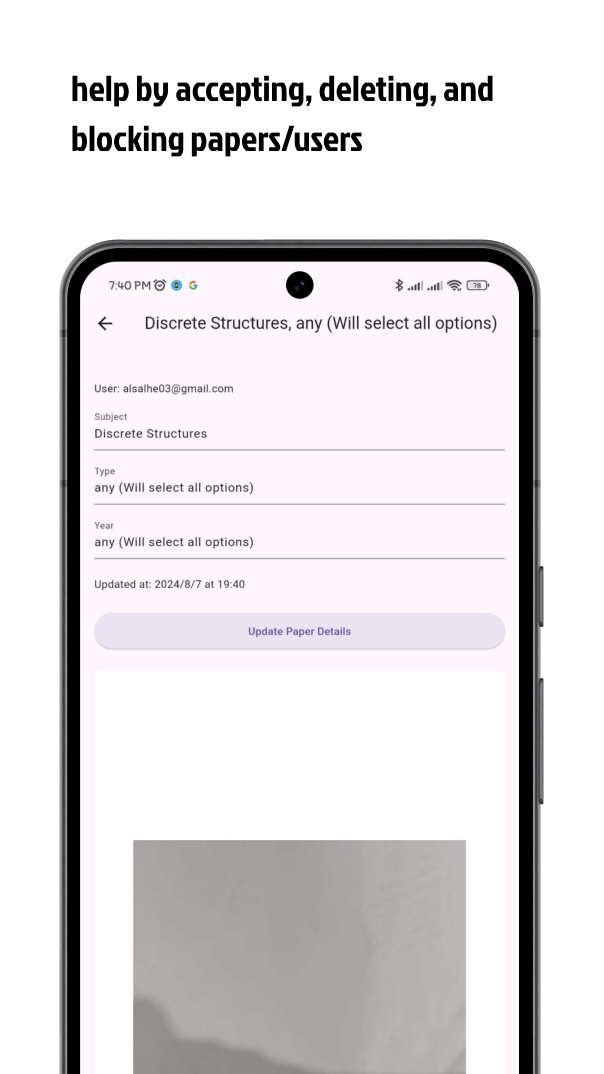 help by accepting, deleting, and
blocking papers/users
7:40 PM
78
Discrete Structures, any (Will select all options)
User: alsalhe03@gmail.com
Subject
Discrete Structures
Type
any (Will select all options)
Year
any (Will select all options)
Updated at: 2024/8/7 at 19:40
Update Paper Details